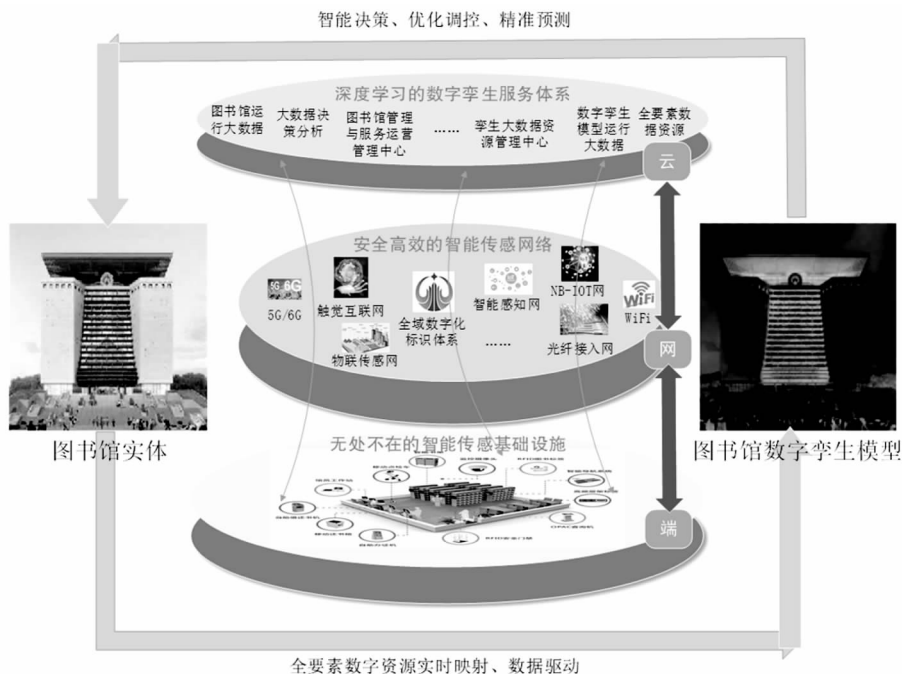 智能决策、优化调控、精准预测
深度学习的数字孪生服务体系
图书馆运
行大数据
大数据决
策分析
图书馆管理
与服务运营
管理中心
……
孪生大数据资
源管理中心
数字孪生
模型运行
大数据
全要素数
据资源
云
安全高效的智能传感网络
5G 6G
5G/6G
触觉互联网
物联传感网
全域数字化
标识体系
智能感知网
……
NB-IOT网
光纤接入网
WiFi
WiFi
网
图书馆实体
图书馆数字孪生模型
无处不在的智能传感基础设施
端
全要素数字资源实时映射、数据驱动